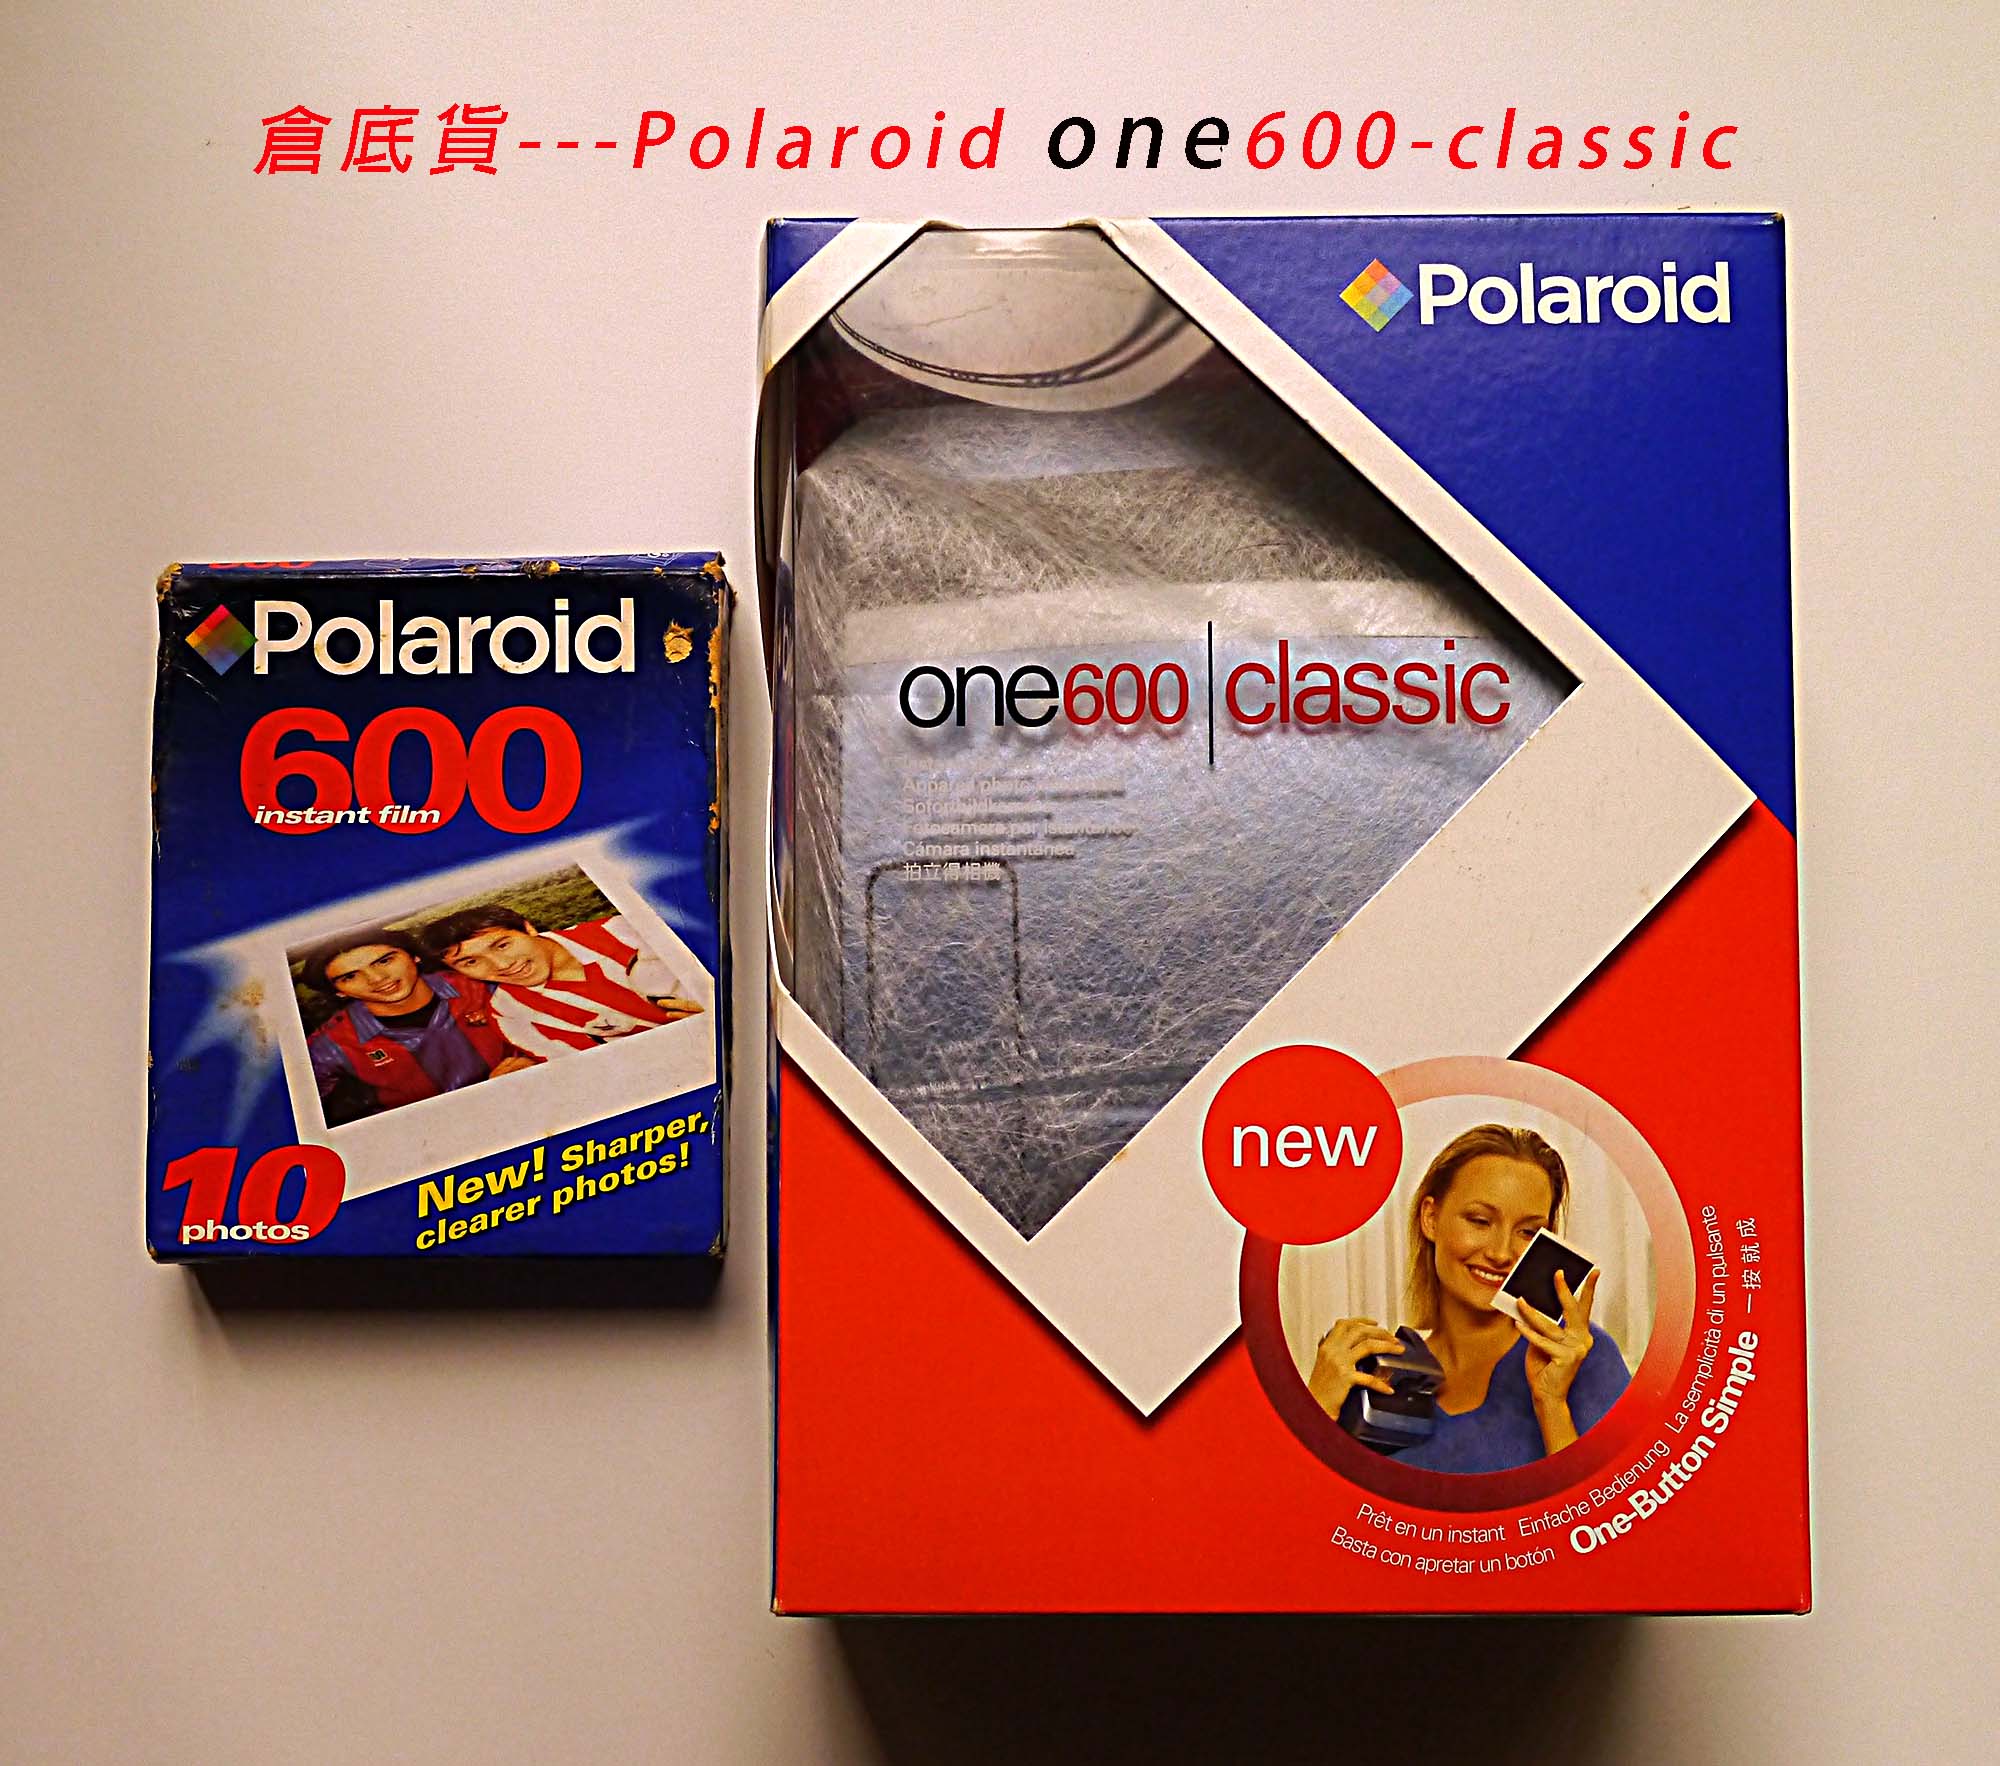 倉底貨---Polaroid one600-classic
Polaroid
600
instant film
10
photos
New! Sharper,
clearer photos!
Polaroid
one600 | classic
Cámara instantánea
拍立得相機
new
Prêt en un instant Einfache Bedienung La semplicità di un pulsante
Basta con apretar un botón One-Button Simple 一按就成